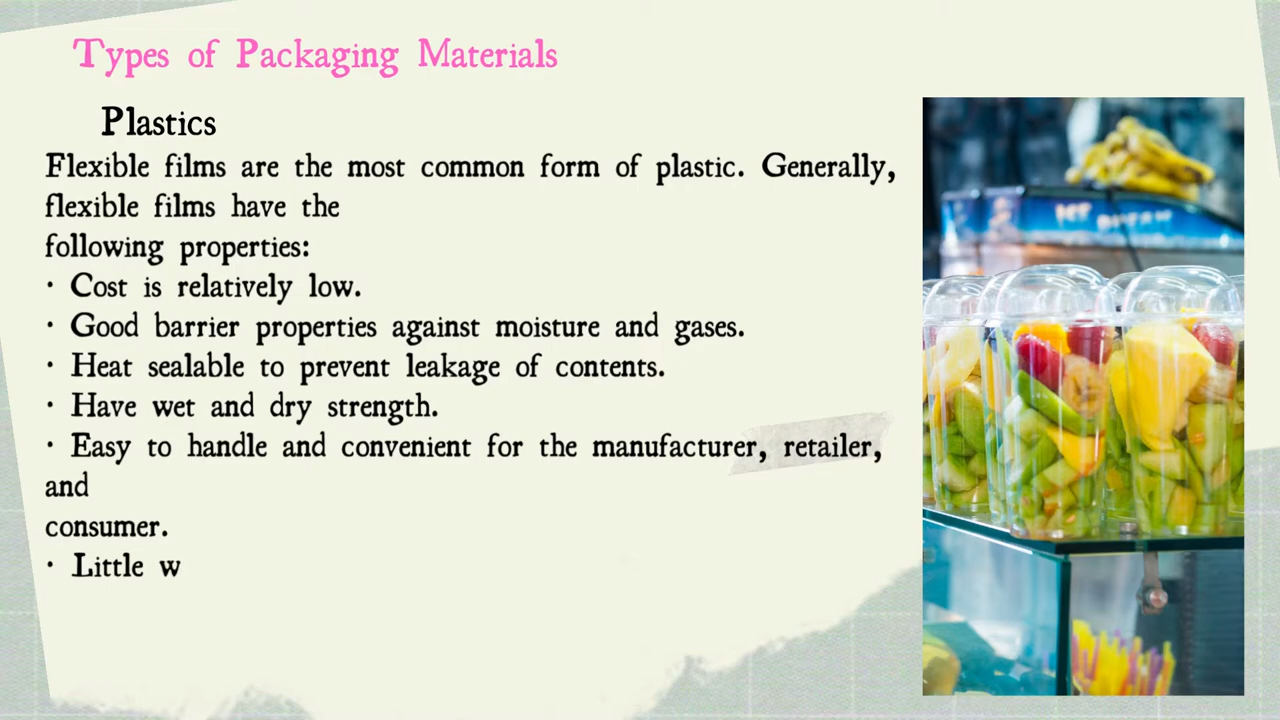 Types of Packaging Materials
Plastics
Flexible films are the most common form of plastic. Generally,
flexible films have the
following properties:
· Cost is relatively low.
· Good barrier properties against moisture and gases.
· Heat sealable to prevent leakage of contents.
· Have wet and dry strength.
· Easy to handle and convenient for the manufacturer, retailer,
and
consumer.
· Little w